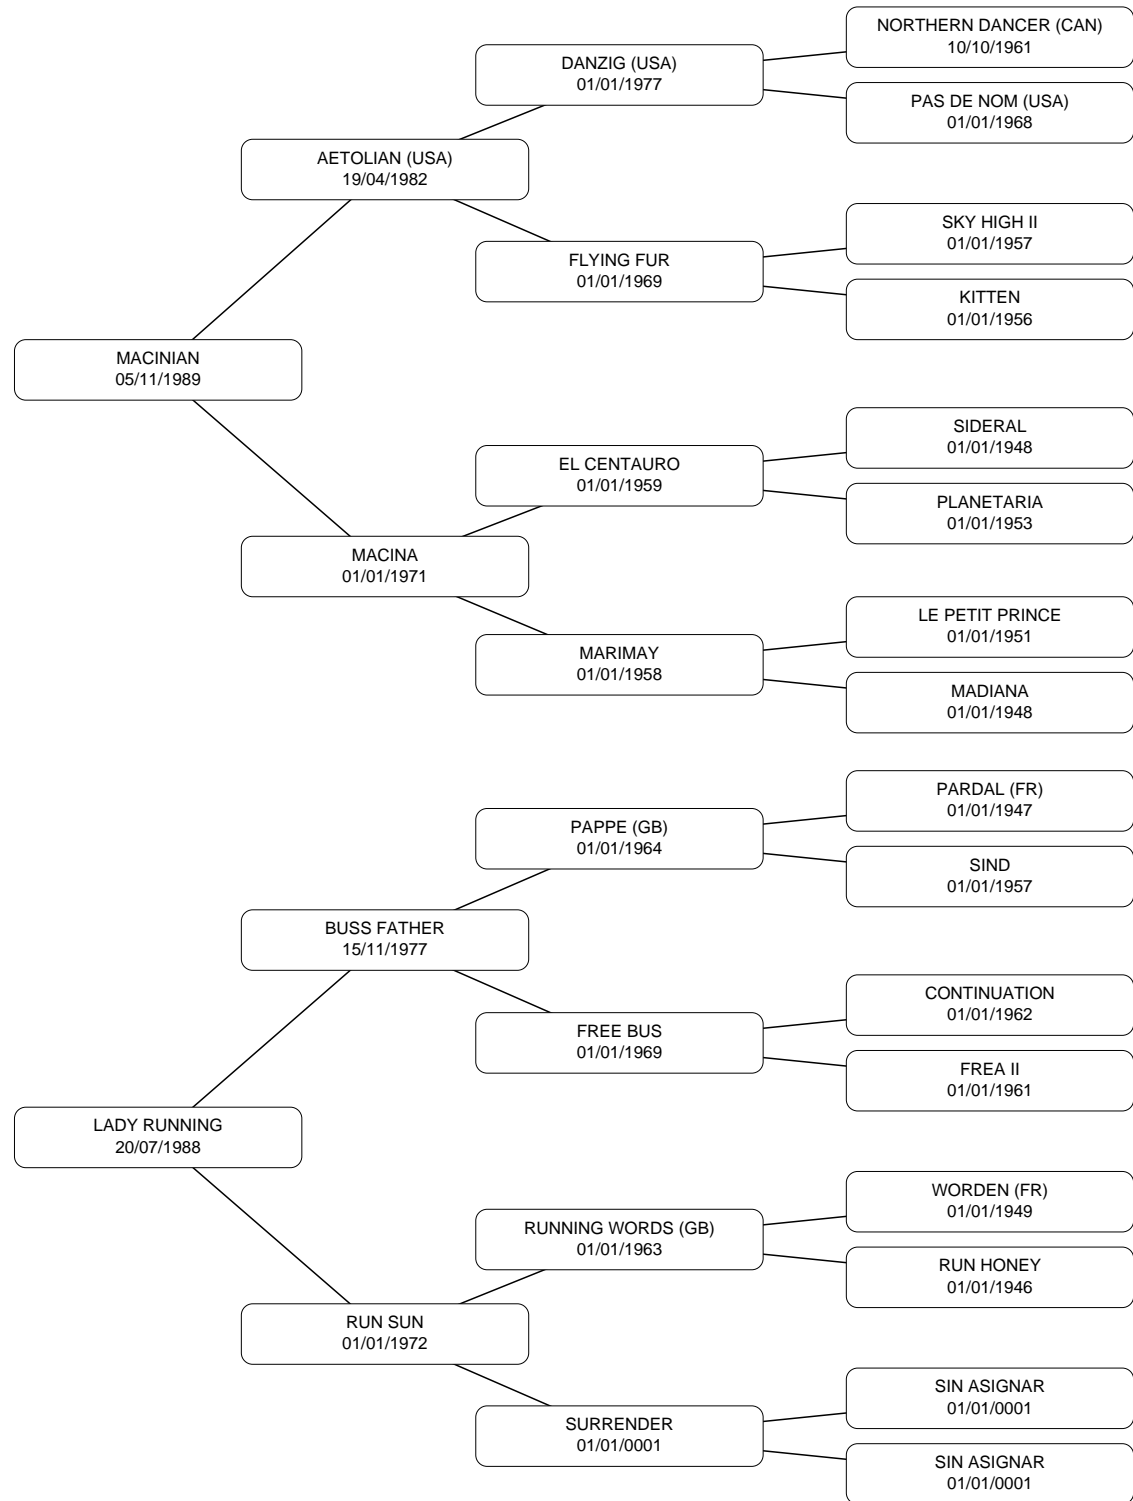 NORTHERN DANCER (CAN)
10/10/1961
DANZIG (USA)
01/01/1977
PAS DE NOM (USA)
01/01/1968
AETOLIAN (USA)
19/04/1982
SKY HIGH II
01/01/1957
FLYING FUR
01/01/1969
KITTEN
01/01/1956
MACINIAN
05/11/1989
SIDERAL
01/01/1948
EL CENTAURO
01/01/1959
PLANETARIA
01/01/1953
MACINA
01/01/1971
LE PETIT PRINCE
01/01/1951
MARIMAY
01/01/1958
MADIANA
01/01/1948
PARDAL (FR)
01/01/1947
PAPPE (GB)
01/01/1964
SIND
01/01/1957
BUSS FATHER
15/11/1977
CONTINUATION
01/01/1962
FREE BUS
01/01/1969
FREA II
01/01/1961
LADY RUNNING
20/07/1988
WORDEN (FR)
01/01/1949
RUNNING WORDS (GB)
01/01/1963
RUN HONEY
01/01/1946
RUN SUN
01/01/1972
SIN ASIGNAR
01/01/0001
SURRENDER
01/01/0001
SIN ASIGNAR
01/01/0001